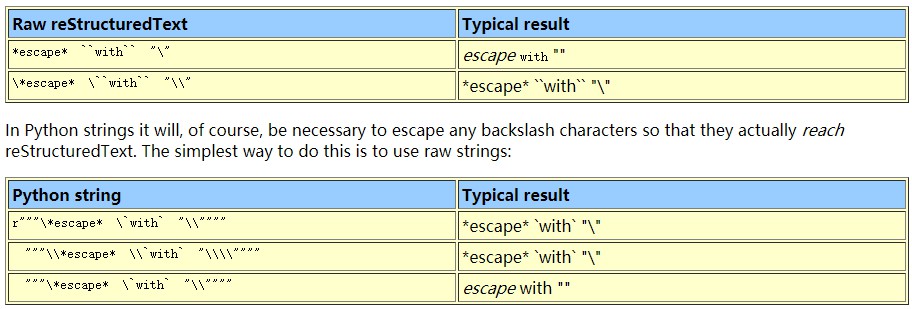 Raw reStructuredText Typical result
*escape* ``with`` "\" escape with ""
\*escape* \``with`` "\\" *escape* ``with`` "\"
In Python strings it will, of course, be necessary to escape any backslash characters so that they actually reach
reStructuredText. The simplest way to do this is to use raw strings:
Python string Typical result
r"""\*escape* \`with` "\\"""" *escape* `with` "\"
"""\\*escape* \\`with` "\\\\"""" *escape* `with` "\"
"""\*escape* \`with` "\\"""" escape with ""